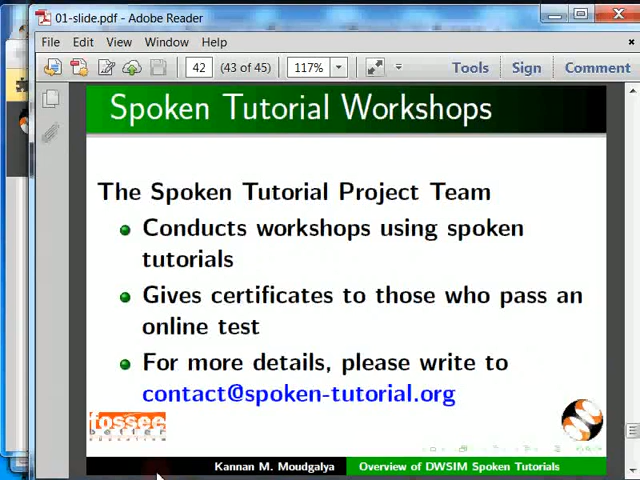 01-slide.pdf - Adobe Reader
File Edit View Window Help
42 (43 of 45) 117% Tools Sign Comment
Spoken Tutorial Workshops
The Spoken Tutorial Project Team
Conducts workshops using spoken
tutorials
Gives certificates to those who pass an
online test
For more details, please write to
contact@spoken-tutorial.org
fossee
Kannan M. Moudgalya Overview of DWSIM Spoken Tutorials